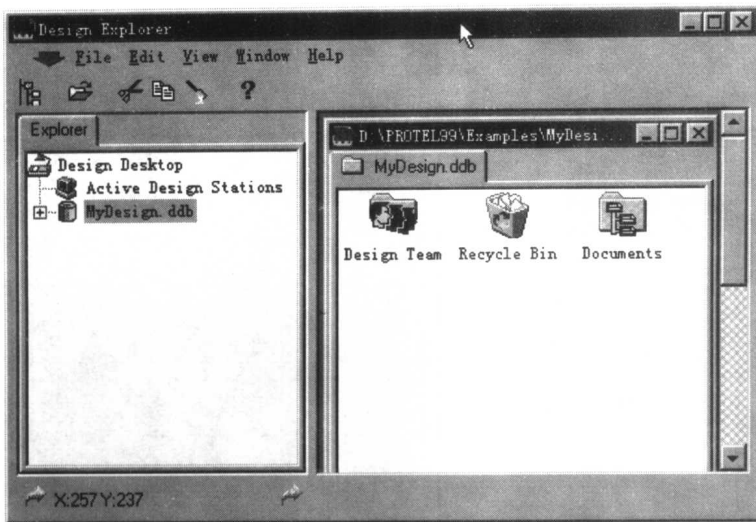 Design Explorer
File Edit View Window Help
?
Explorer
Design Desktop
Active Design Stations
MyDesign.ddb
D:\PROTEL99\Examples\MyDesi...
MyDesign.ddb
Design Team Recycle Bin Documents
X:257 Y:237